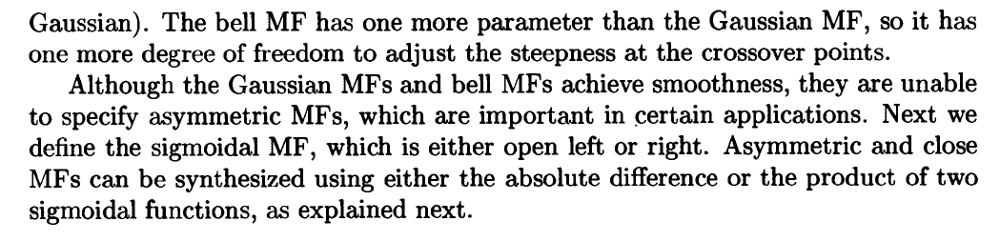 Gaussian). The bell MF has one more parameter than the Gaussian MF, so it has
one more degree of freedom to adjust the steepness at the crossover points.
Although the Gaussian MFs and bell MFs achieve smoothness, they are unable
to specify asymmetric MFs, which are important in certain applications. Next we
define the sigmoidal MF, which is either open left or right. Asymmetric and close
MFs can be synthesized using either the absolute difference or the product of two
sigmoidal functions, as explained next.